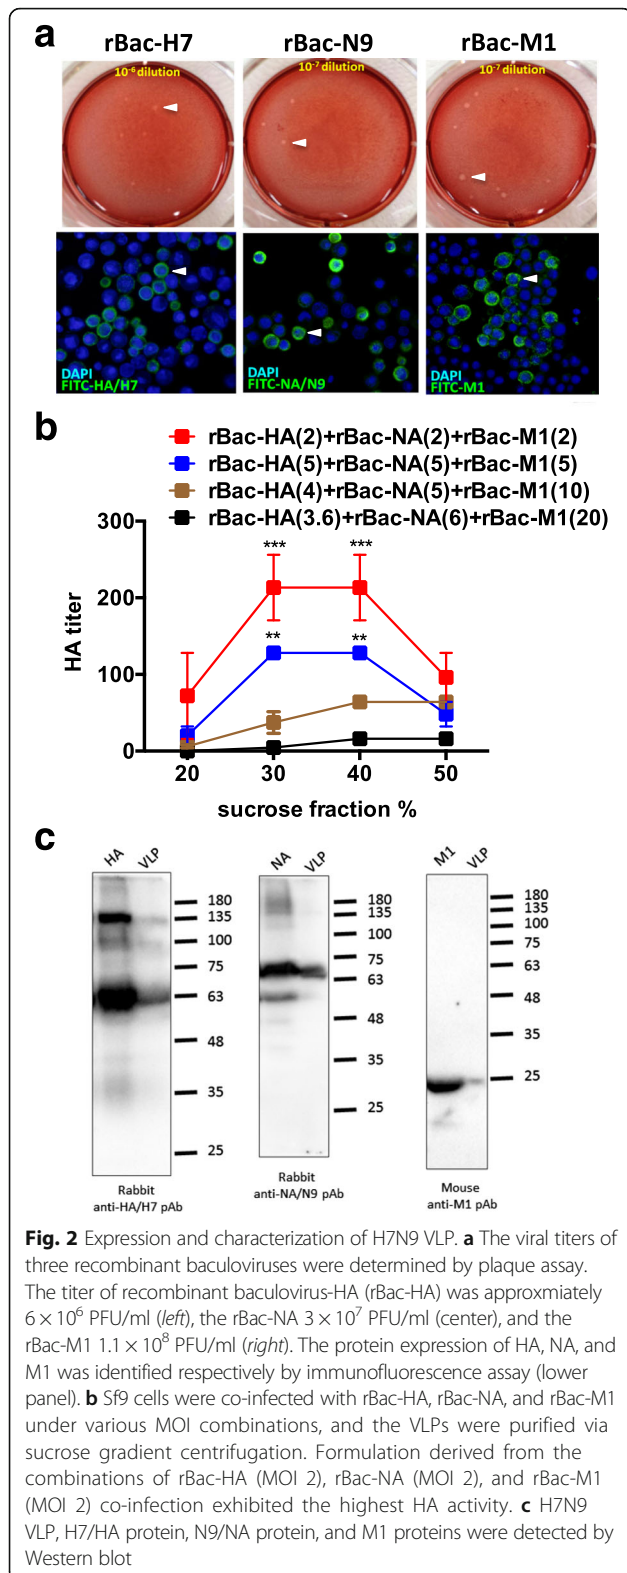 a
rBac-H7 rBac-N9 rBac-M1
10⁻⁶ dilution 10⁻⁷ dilution 10⁻⁷ dilution
DAPI DAPI DAPI
FITC-HA/H7 FITC-NA/N9 FITC-M1
b
rBac-HA(2)+rBac-NA(2)+rBac-M1(2)
rBac-HA(5)+rBac-NA(5)+rBac-M1(5)
rBac-HA(4)+rBac-NA(5)+rBac-M1(10)
rBac-HA(3.6)+rBac-NA(6)+rBac-M1(20)
300
*** ***
200
** **
100
0
HA titer
20 30 40 50
sucrose fraction %
c
HA VLP NA VLP M1 VLP
180
135
100
75
63
48
35
25
180
135
100
75
63
48
35
25
180
135
100
75
63
48
35
25
Rabbit
anti-HA/H7 pAb
Rabbit
anti-NA/N9 pAb
Mouse
anti-M1 pAb
Fig. 2 Expression and characterization of H7N9 VLP. a The viral titers of
three recombinant baculoviruses were determined by plaque assay.
The titer of recombinant baculovirus-HA (rBac-HA) was approxmiately
6 × 10⁶ PFU/ml (left), the rBac-NA 3 × 10⁷ PFU/ml (center), and the
rBac-M1 1.1 × 10⁸ PFU/ml (right). The protein expression of HA, NA, and
M1 was identified respectively by immunofluorescence assay (lower
panel). b Sf9 cells were co-infected with rBac-HA, rBac-NA, and rBac-M1
under various MOI combinations, and the VLPs were purified via
sucrose gradient centrifugation. Formulation derived from the
combinations of rBac-HA (MOI 2), rBac-NA (MOI 2), and rBac-M1
(MOI 2) co-infection exhibited the highest HA activity. c H7N9
VLP, H7/HA protein, N9/NA protein, and M1 proteins were detected by
Western blot